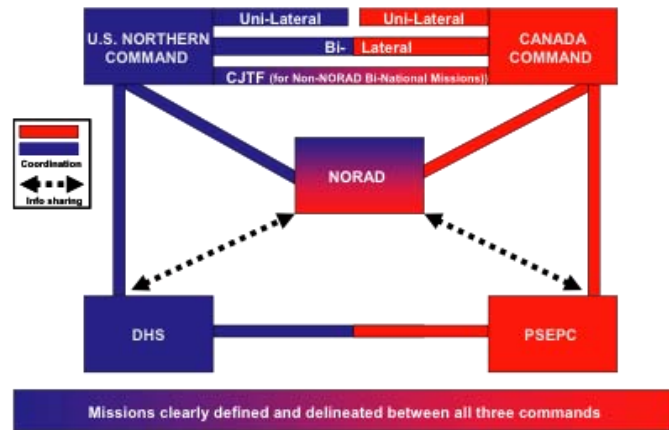 Uni-Lateral
Uni-Lateral
U.S. NORTHERN
COMMAND
Bi- Lateral
CANADA
COMMAND
CJTF (for Non-NORAD Bi-National Missions))
Coordination
Info sharing
NORAD
DHS
PSEPC
Missions clearly defined and delineated between all three commands